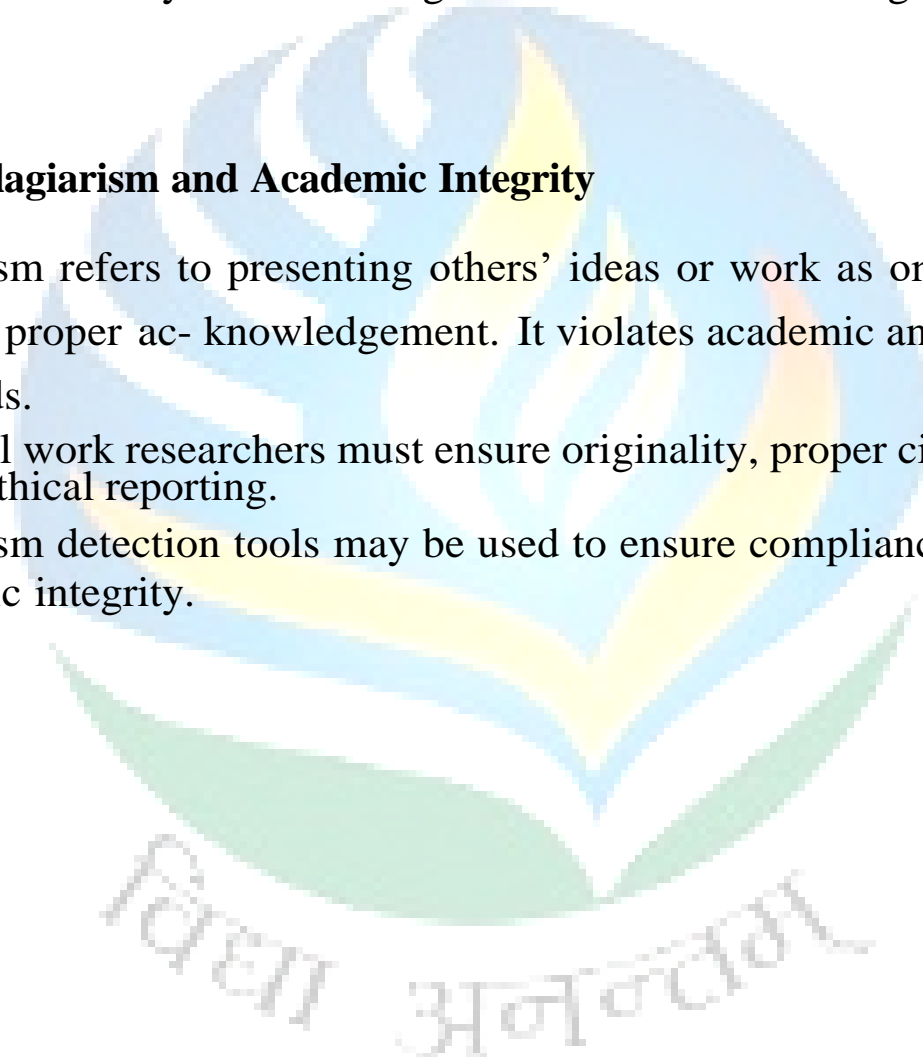 lagiarism and Academic Integrity
sm refers to presenting others’ ideas or work as or
proper ac- knowledgement. It violates academic an
ds.
l work researchers must ensure originality, proper ci
thical reporting.
sm detection tools may be used to ensure complianc
ic integrity.
विद्या अनन्तम्